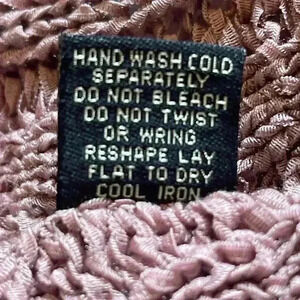 HAND WASH COLD
SEPARATELY
DO NOT BLEACH
DO NOT TWIST
OR WRING
RESHAPE LAY
FLAT TO DRY
COOL IRON